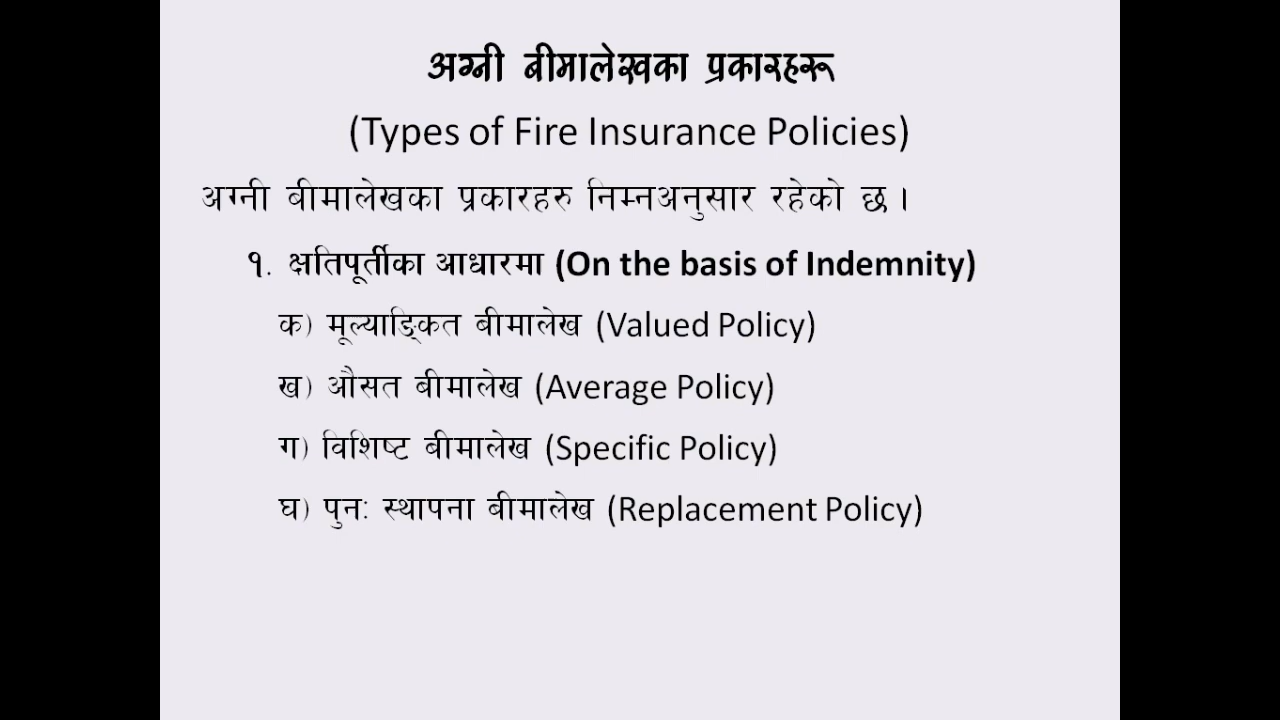 अग्नी बीमालेखका प्रकारहरू
(Types of Fire Insurance Policies)
अग्नी बीमालेखका प्रकारहरु निम्नअनुसार रहेको छ ।
१. क्षतिपूर्तीका आधारमा (On the basis of Indemnity)
क) मूल्याङ्कित बीमालेख (Valued Policy)
ख) औसत बीमालेख (Average Policy)
ग) विशिष्ट बीमालेख (Specific Policy)
घ) पुनः स्थापना बीमालेख (Replacement Policy)